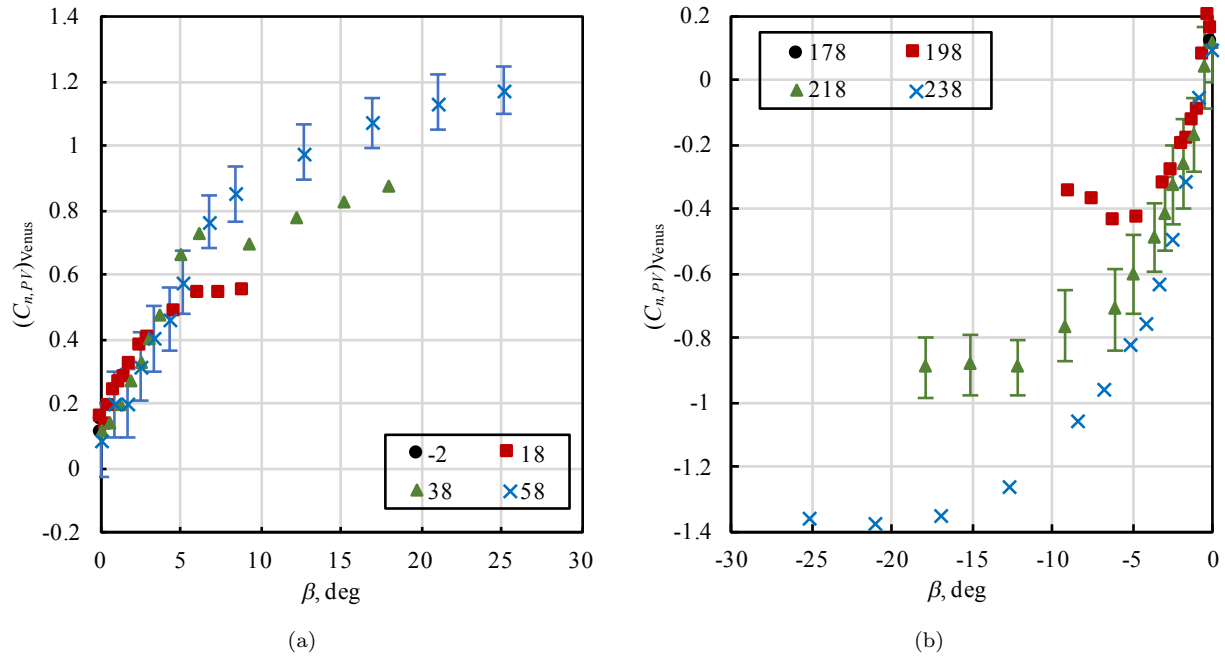 1.4
1.2
1
0.8
0.6
0.4
0.2
0
-0.2
(C_{n,PV})_{Venus}
0 5 10 15 20 25 30
β, deg
-2 18
38 58
(a)
0.2
0
-0.2
-0.4
-0.6
-0.8
-1
-1.2
-1.4
(C_{n,PV})_{Venus}
-30 -25 -20 -15 -10 -5 0
β, deg
178 198
218 238
(b)